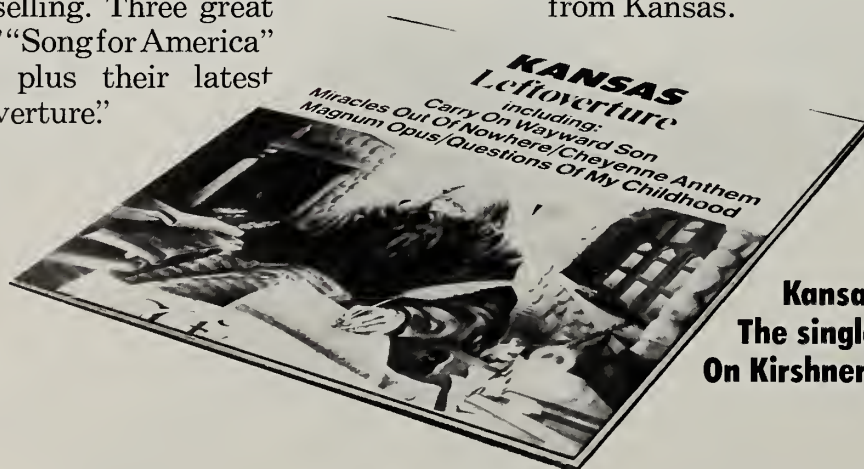 selling. Three great
"Song for America"
plus their latest
verture."
from Kansas.
KANSAS
Leftoverture
including:
Carry On Wayward Son
Miracles Out Of Nowhere/Cheyenne Anthem
Magnum Opus/Questions Of My Childhood
Kansa
The singl
On Kirshner